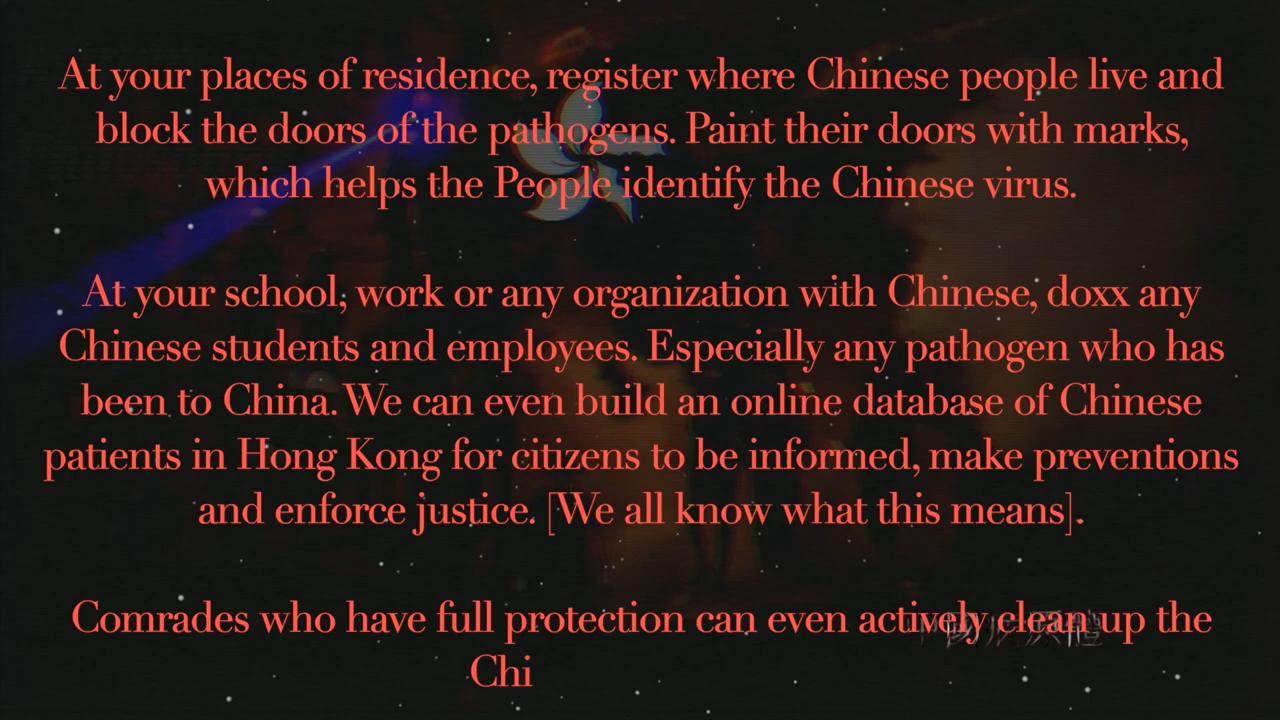 At your places of residence, register where Chinese people live and
block the doors of the pathogens. Paint their doors with marks,
which helps the People identify the Chinese virus.
At your school, work or any organization with Chinese, doxx any
Chinese students and employees. Especially any pathogen who has
been to China. We can even build an online database of Chinese
patients in Hong Kong for citizens to be informed, make preventions
and enforce justice. [We all know what this means].
Comrades who have full protection can even actively clean up the
Chi